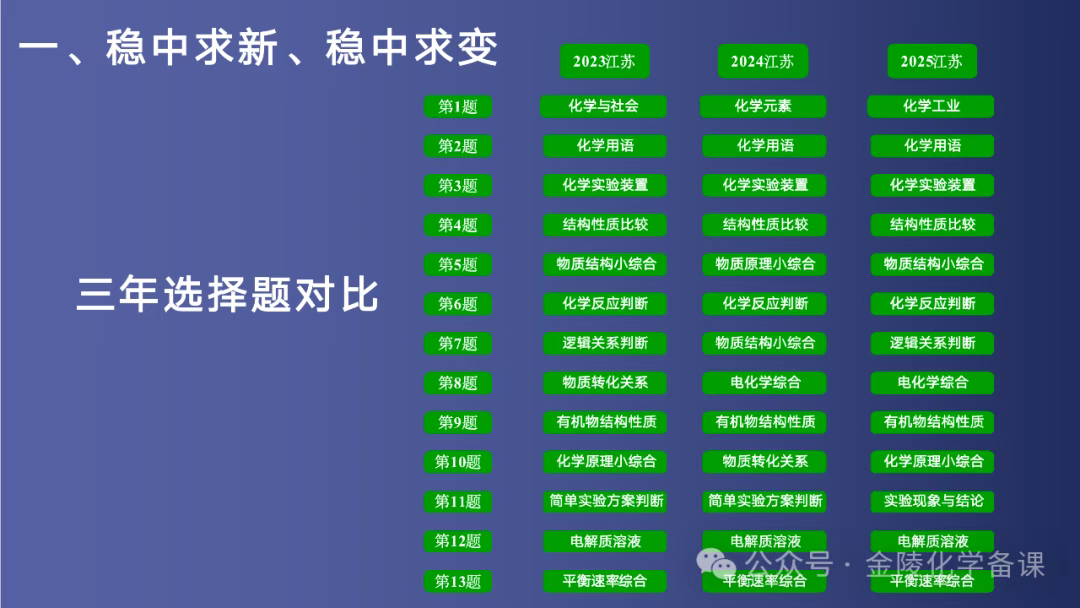 一、稳中求新、稳中求变
2023江苏 2024江苏 2025江苏
第1题 化学与社会 化学元素 化学工业
第2题 化学用语 化学用语 化学用语
第3题 化学实验装置 化学实验装置 化学实验装置
第4题 结构性质比较 结构性质比较 结构性质比较
第5题 物质结构小综合 物质原理小综合 物质结构小综合
三年选择题对比
第6题 化学反应判断 化学反应判断 化学反应判断
第7题 逻辑关系判断 物质结构小综合 逻辑关系判断
第8题 物质转化关系 电化学综合 电化学综合
第9题 有机物结构性质 有机物结构性质 有机物结构性质
第10题 化学原理小综合 物质转化关系 化学原理小综合
第11题 简单实验方案判断 简单实验方案判断 实验现象与结论
第12题 电解质溶液 电解质溶液 电解质溶液
公众号·金陵化学备课
第13题 平衡速率综合 平衡速率综合 平衡速率综合